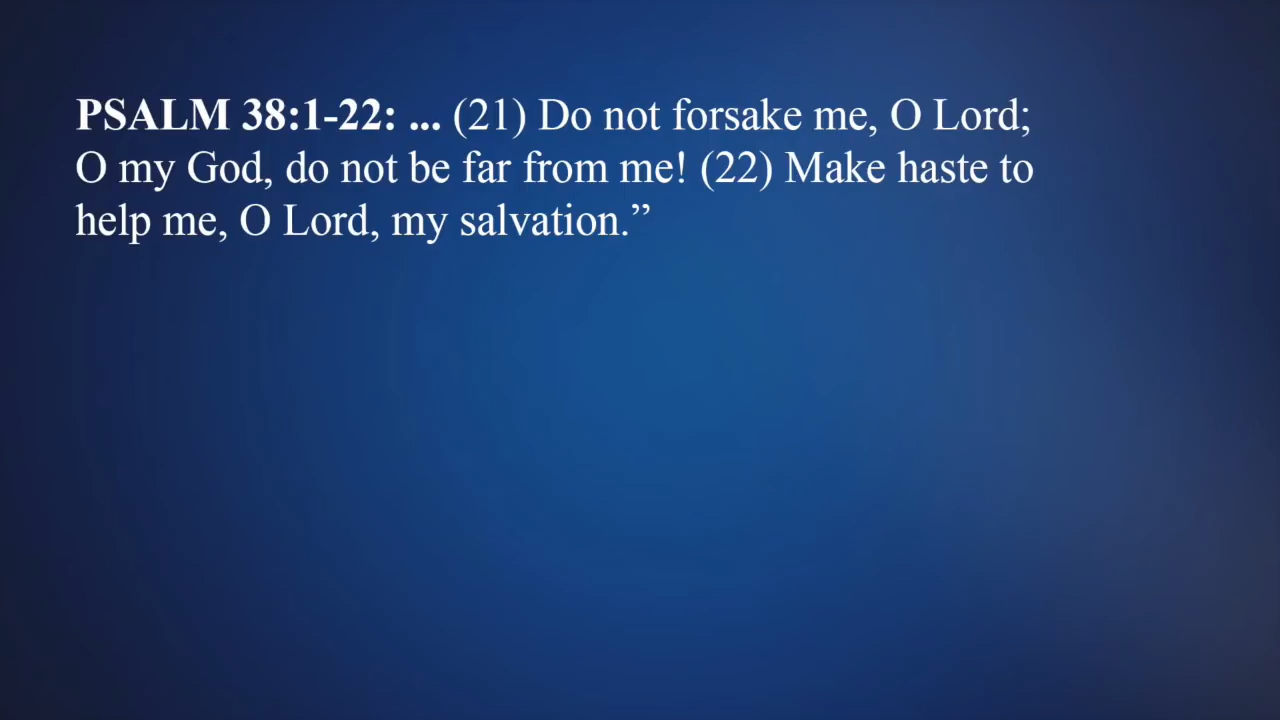 PSALM 38:1-22: ... (21) Do not forsake me, O Lord;
O my God, do not be far from me! (22) Make haste to
help me, O Lord, my salvation.”